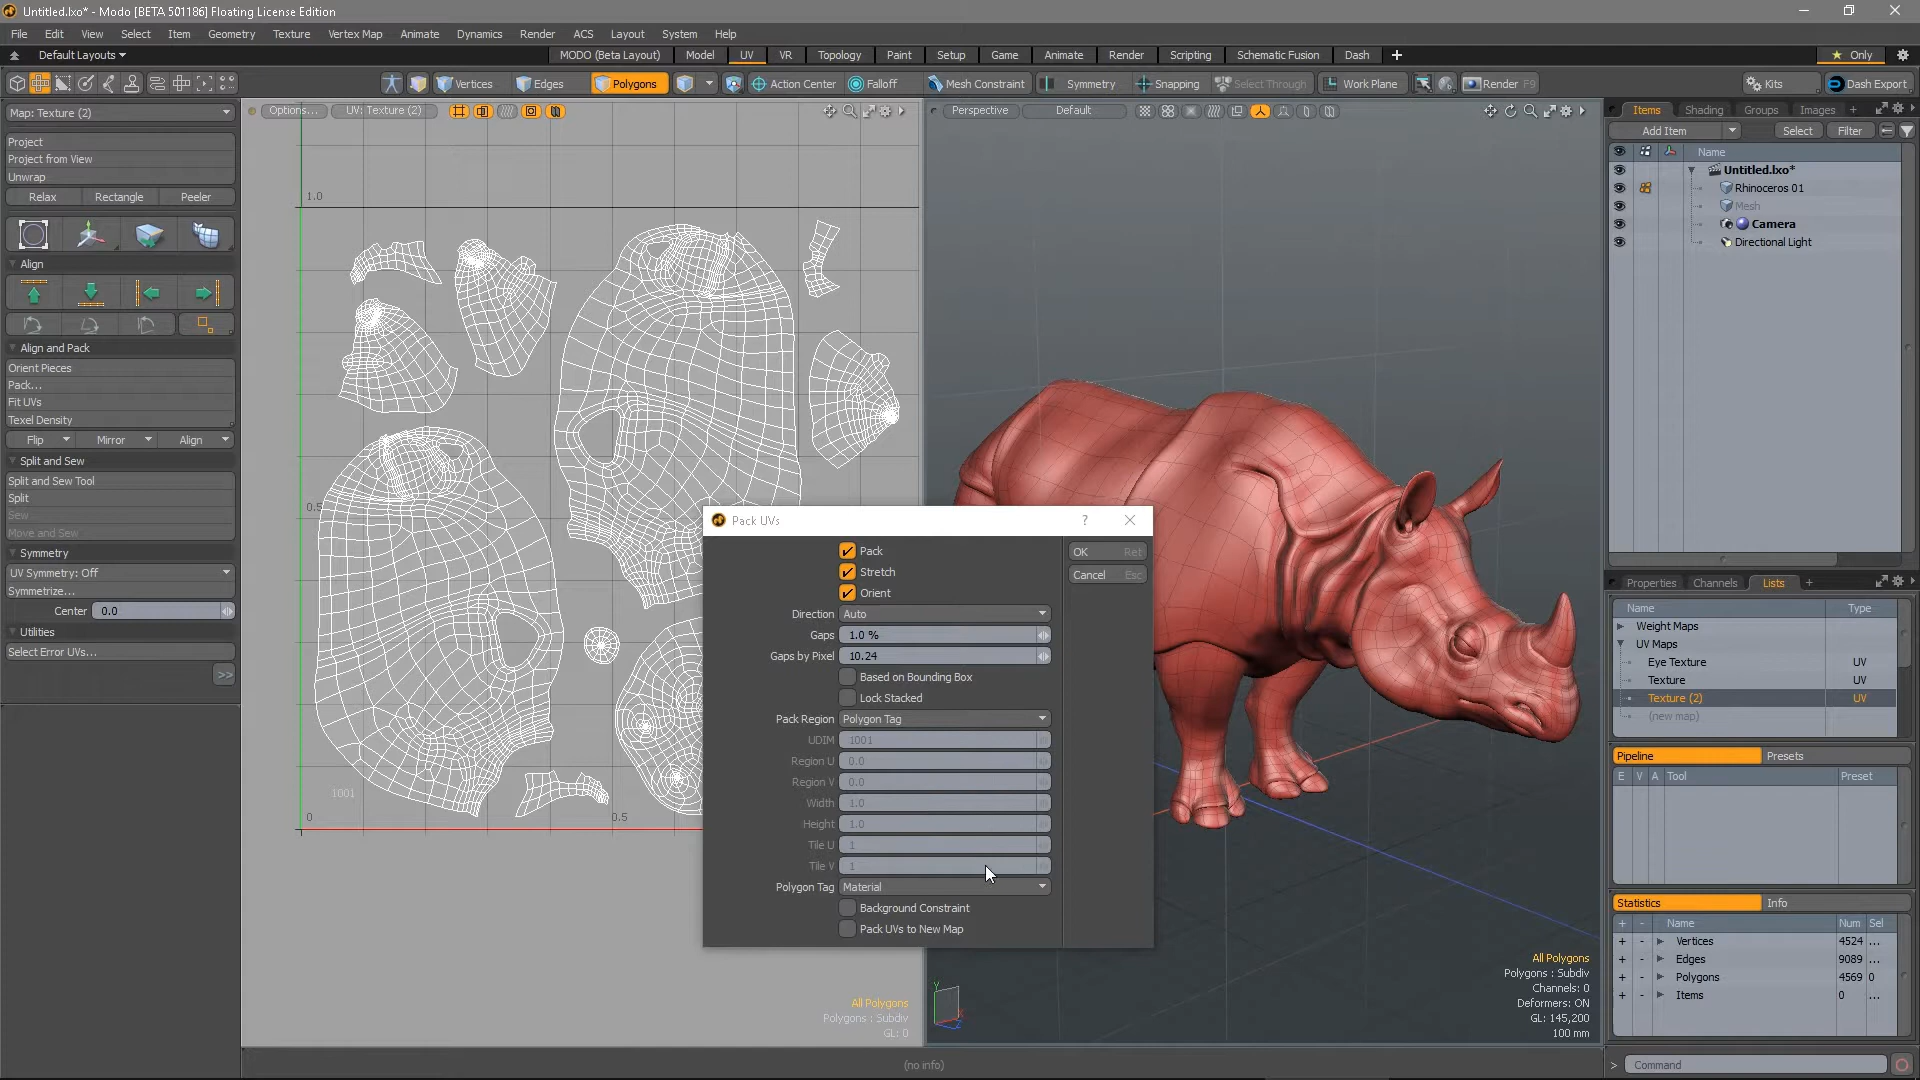 Untitled.lxo* - Modo [BETA 501186] Floating License Edition
File Edit View Select Item Geometry Texture Vertex Map Animate Dynamics Render ACS Layout System Help
Default Layouts
MODO (Beta Layout) Model UV VR Topology Paint Setup Game Animate Render Scripting Schematic Fusion Dash +
Only
Vertices Edges Polygons Action Center Falloff Mesh Constraint Symmetry Snapping Select Through Work Plane Render F9 Kits Dash Export
Map: Texture (2)
Project
Project from View
Unwrap
Relax Rectangle Peeler
Align
Align and Pack
Orient Pieces
Pack...
Fit UVs
Texel Density
Flip Mirror Align
Split and Sew
Split and Sew Tool
Split
Sew
Move and Sew
Symmetry
UV Symmetry: Off
Symmetrize...
Center 0.0
Utilities
Select Error UVs...
>>
Options... UV: Texture (2)
1.0
0.5
1001
0 0.5
All Polygons
Polygons : Subdiv
GL: 0
Perspective Default
Pack UVs ?
Pack
Stretch
Orient
Direction Auto
Gaps 1.0 %
Gaps by Pixel 10.24
Based on Bounding Box
Lock Stacked
Pack Region Polygon Tag
UDIM 1001
Region U 0.0
Region V 0.0
Width 1.0
Height 1.0
Tile U 1
Tile V 1
Polygon Tag Material
Background Constraint
Pack UVs to New Map
OK Ret
Cancel Esc
Y
X
Z
All Polygons
Polygons : Subdiv
Channels: 0
Deformers: ON
GL: 145,200
100 mm
(no info)
Items Shading Groups Images +
Add Item Select Filter
Name
Untitled.lxo*
Rhinoceros 01
Mesh
Camera
Directional Light
Properties Channels Lists +
Name Type
Weight Maps
UV Maps
Eye Texture UV
Texture UV
Texture (2) UV
(new map)
Pipeline Presets
E V A Tool Preset
Statistics Info
+ - Name Num Sel
+ - Vertices 4524 ...
+ - Edges 9089 ...
+ - Polygons 4569 0
+ - Items 0 ...
> Command